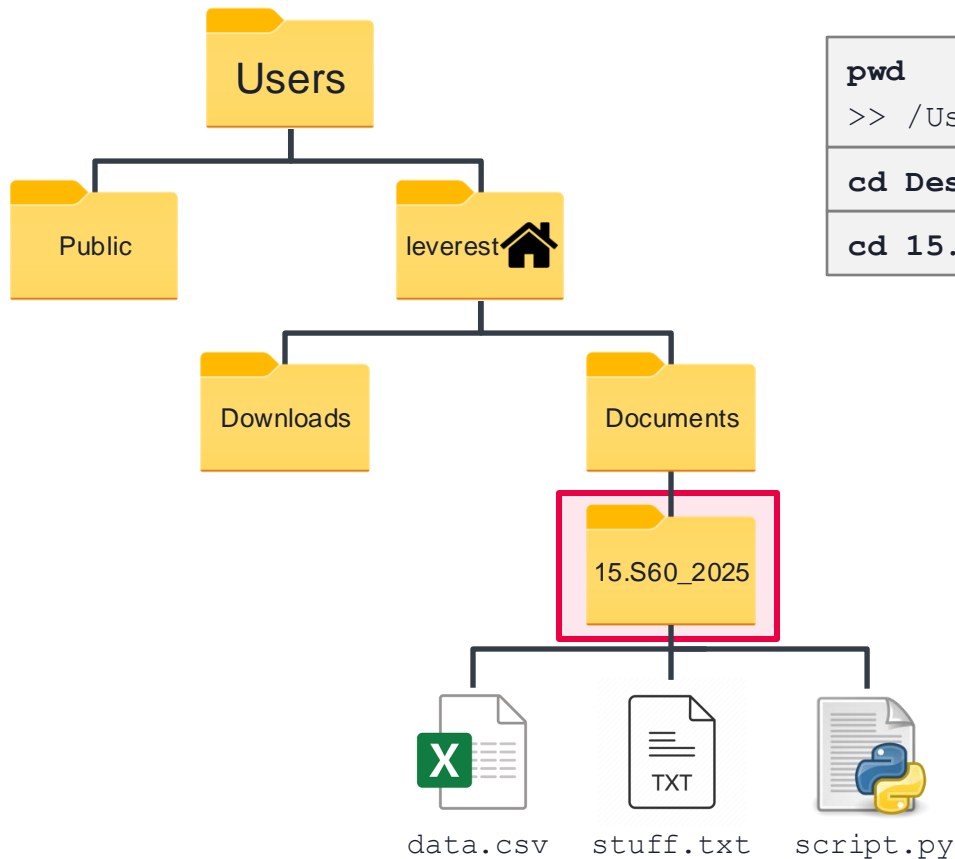 Users
pwd
>> /Us
cd Des
cd 15.
Public
leverest
Downloads
Documents
15.S60_2025
X
TXT
data.csv
stuff.txt
script.py